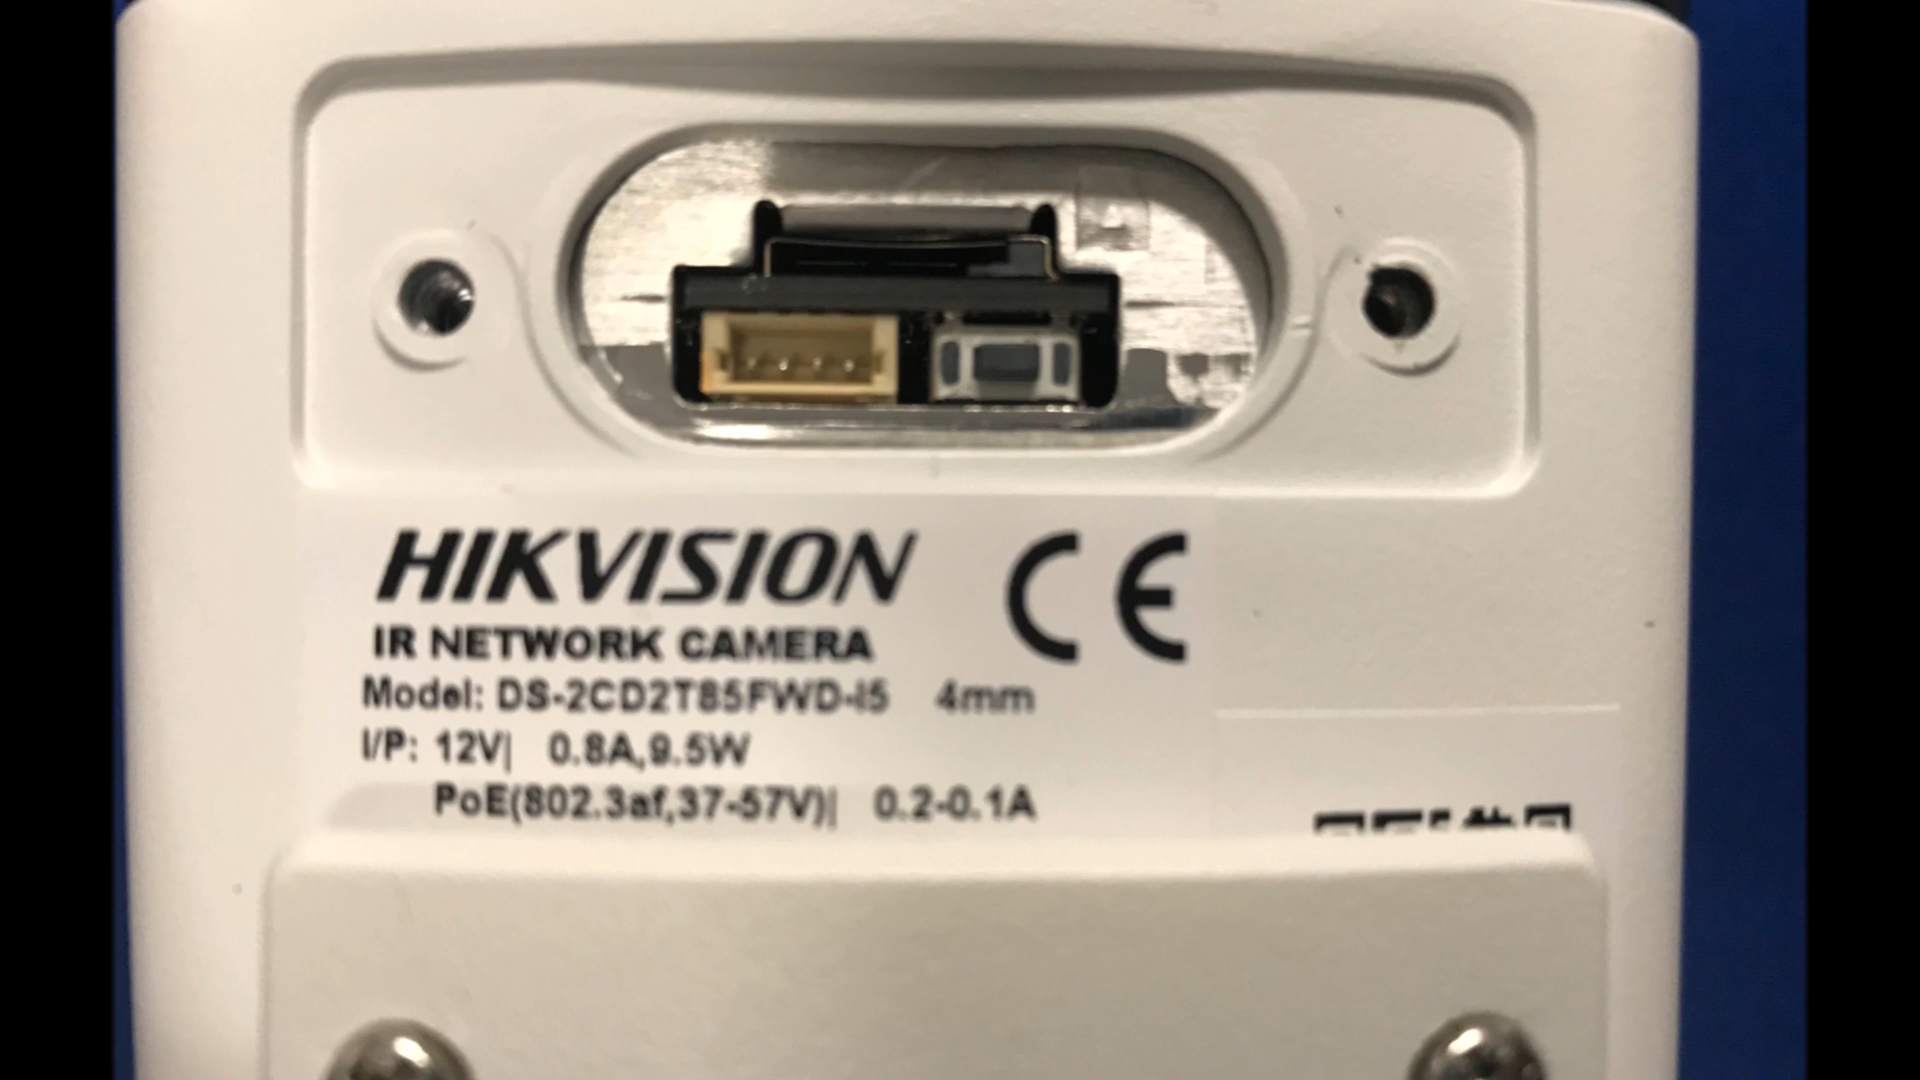 HIKVISION CE
IR NETWORK CAMERA
Model: DS-2CD2T85FWD-I5 4mm
I/P: 12V| 0.8A,9.5W
PoE(802.3af,37-57V)| 0.2-0.1A